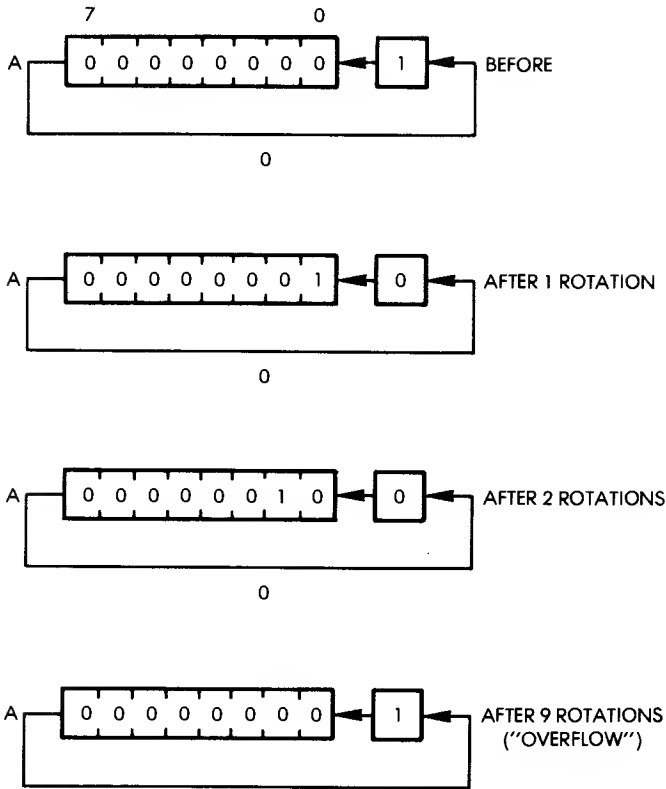 7 0
A 0 0 0 0 0 0 0 0 1 BEFORE
0
A 0 0 0 0 0 0 0 1 0 AFTER 1 ROTATION
0
A 0 0 0 0 0 0 1 0 0 AFTER 2 ROTATIONS
0
A 0 0 0 0 0 0 0 0 1 AFTER 9 ROTATIONS
("OVERFLOW")